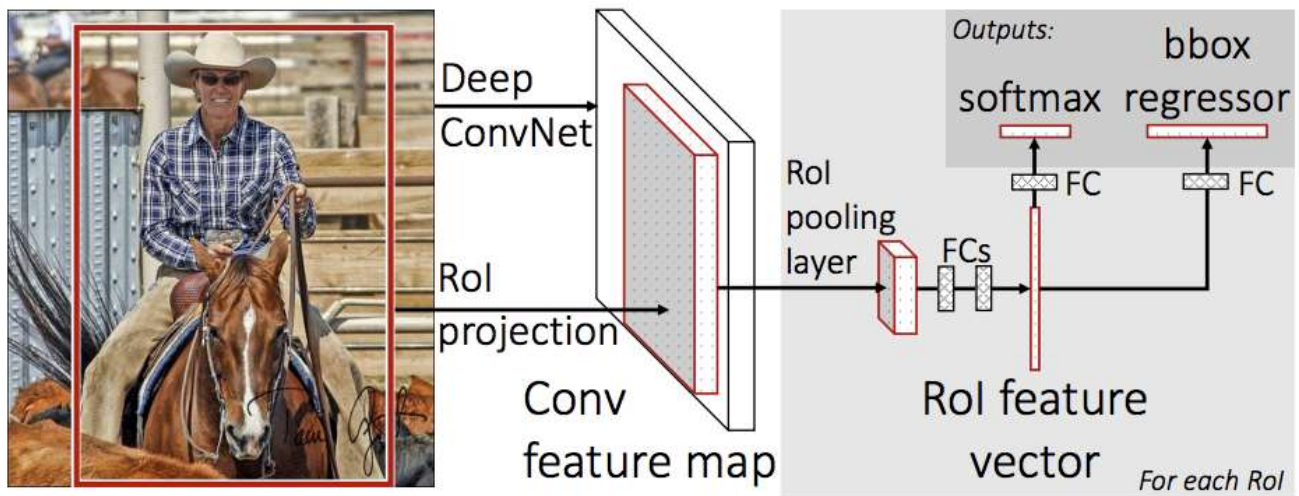 Deep
ConvNet
RoI
projection
Conv
feature map
RoI
pooling
layer
FCs
Outputs:
softmax
bbox
regressor
FC
FC
RoI feature
vector
For each RoI